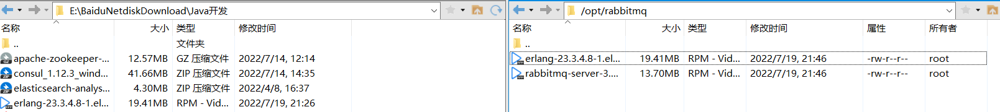 E:\BaiduNetdiskDownload\Java开发
名称 大小 类型 修改时间
.. 文件夹
apache-zookeeper-... 12.57MB GZ 压缩文件 2022/7/14, 12:14
consul_1.12.3_wind... 41.66MB ZIP 压缩文件 2022/7/14, 14:35
elasticsearch-analys... 4.30MB ZIP 压缩文件 2022/4/8, 16:37
erlang-23.3.4.8-1.el... 19.41MB RPM - Vid... 2022/7/19, 21:26
/opt/rabbitmq
名称 大小 类型 修改时间 属性 所有者
..
erlang-23.3.4.8-1.el... 19.41MB RPM - Vid... 2022/7/19, 21:46 -rw-r--r-- root
rabbitmq-server-3.... 13.70MB RPM - Vid... 2022/7/19, 21:46 -rw-r--r-- root